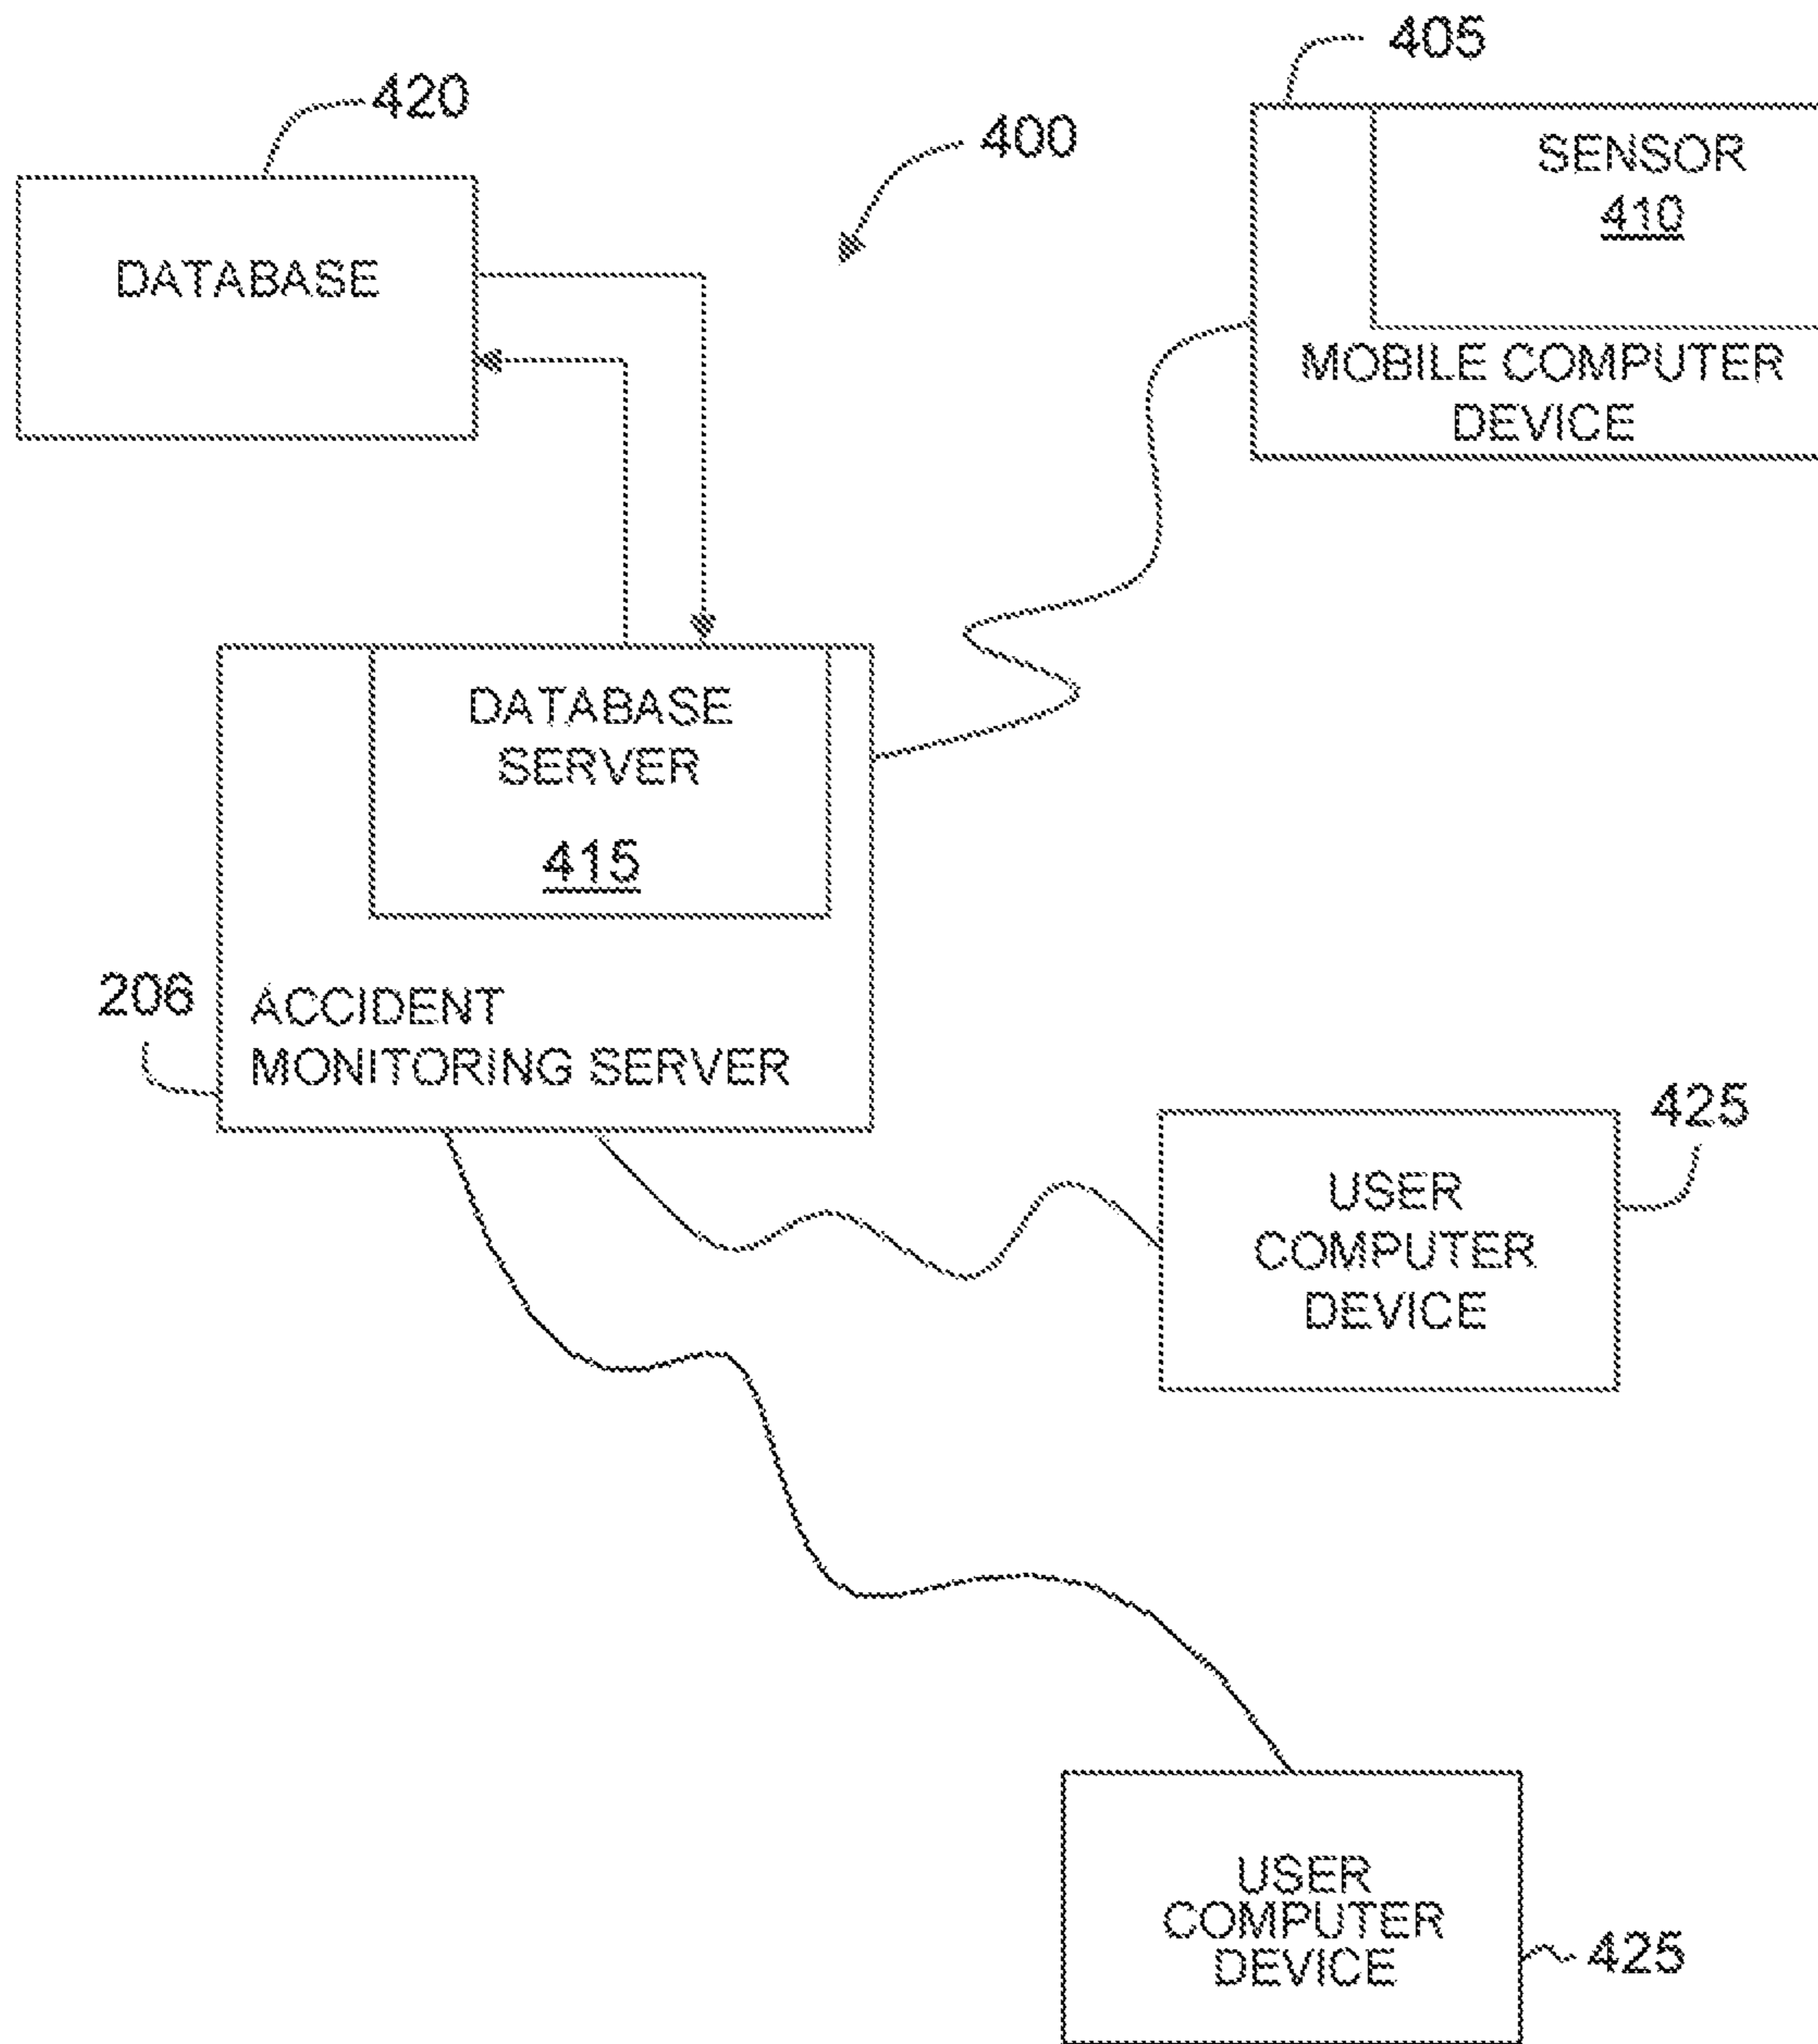 405
420
400
SENSOR
410
DATABASE
MOBILE COMPUTER
DEVICE
DATABASE
SERVER
415
206
ACCIDENT
MONITORING SERVER
425
USER
COMPUTER
DEVICE
USER
COMPUTER
DEVICE
425